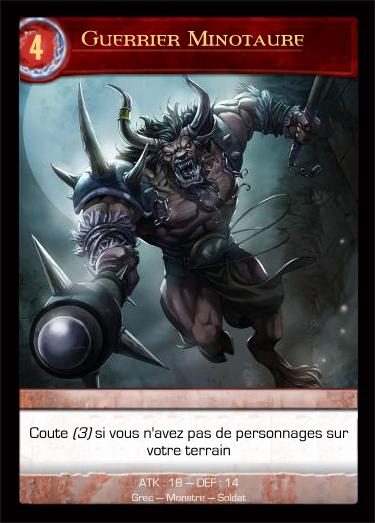 4
Guerrier Minotaure
Coute (3) si vous n'avez pas de personnages sur
votre terrain
ATK : 18 — DEF : 14
Grec — Monstre — Soldat